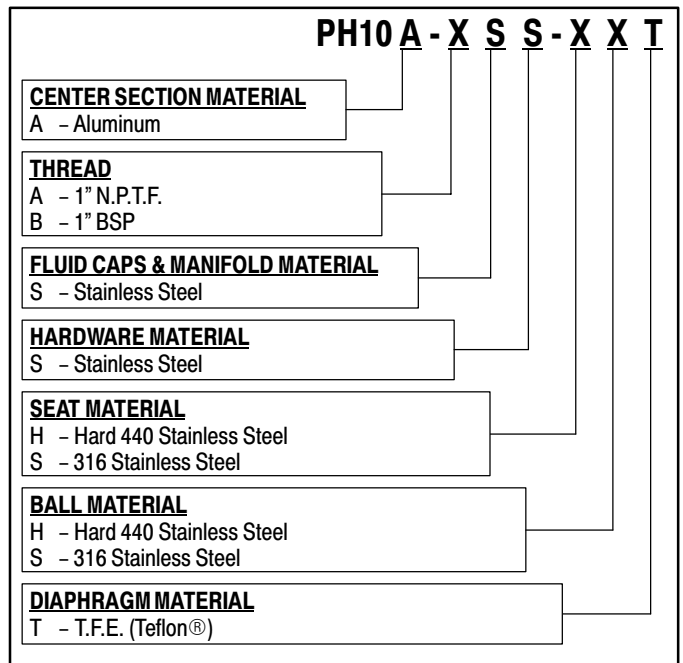 PH10 A - X S S - X X T
CENTER SECTION MATERIAL
A – Aluminum
THREAD
A – 1” N.P.T.F.
B – 1” BSP
FLUID CAPS & MANIFOLD MATERIAL
S – Stainless Steel
HARDWARE MATERIAL
S – Stainless Steel
SEAT MATERIAL
H – Hard 440 Stainless Steel
S – 316 Stainless Steel
BALL MATERIAL
H – Hard 440 Stainless Steel
S – 316 Stainless Steel
DIAPHRAGM MATERIAL
T – T.F.E. (Teflon®)